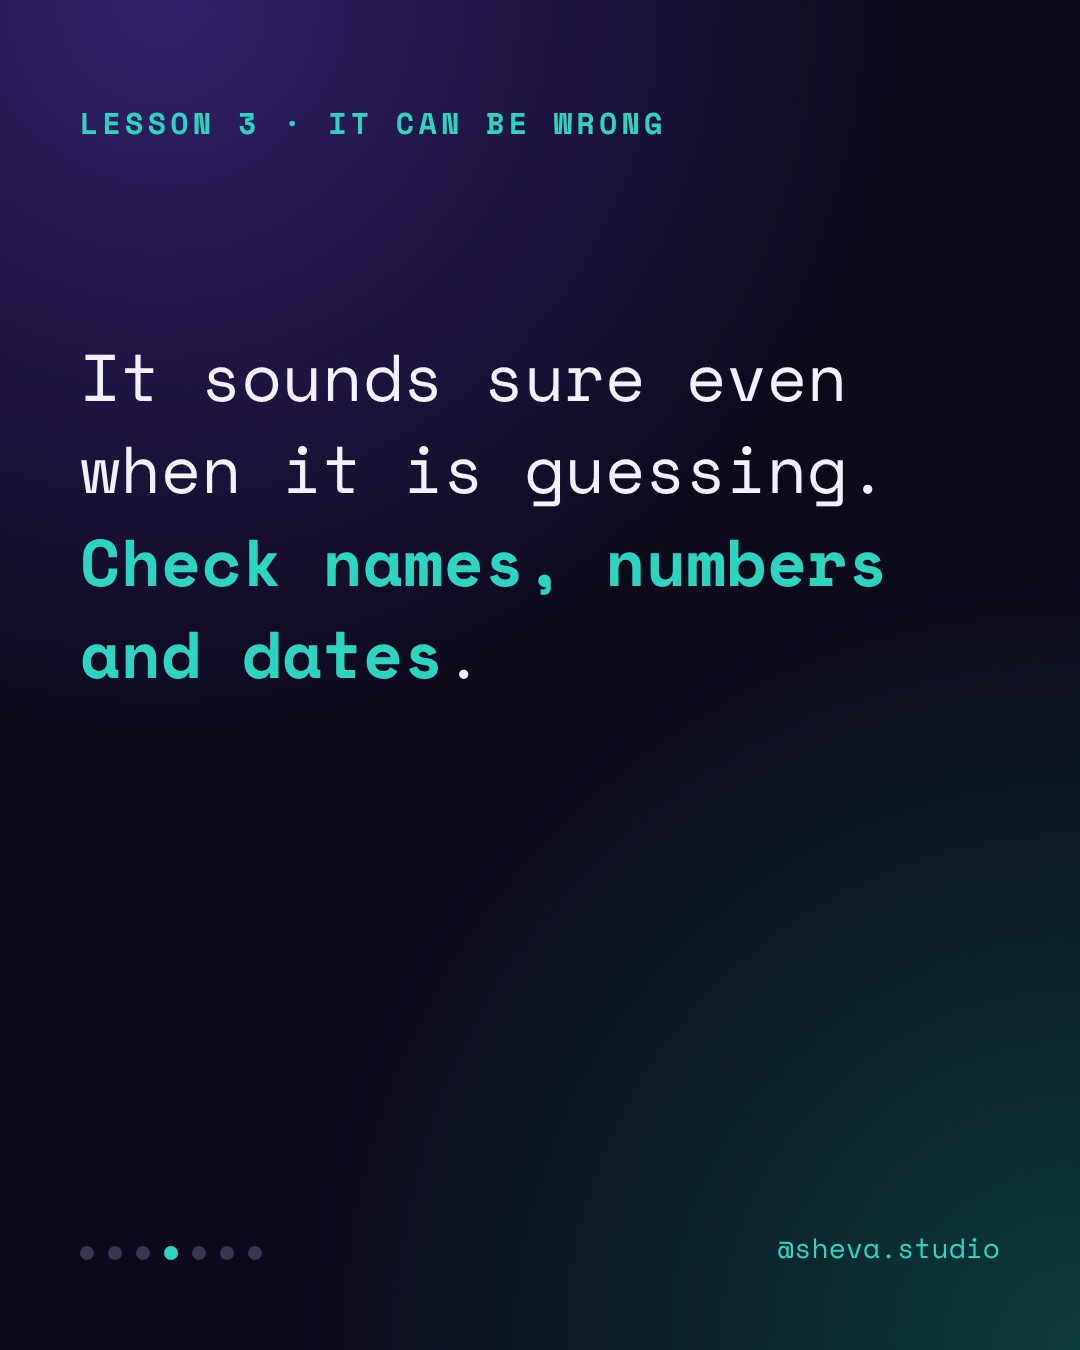 LESSON 3 · IT CAN BE WRONG
It sounds sure even
when it is guessing.
Check names, numbers
and dates.
@sheva.studio